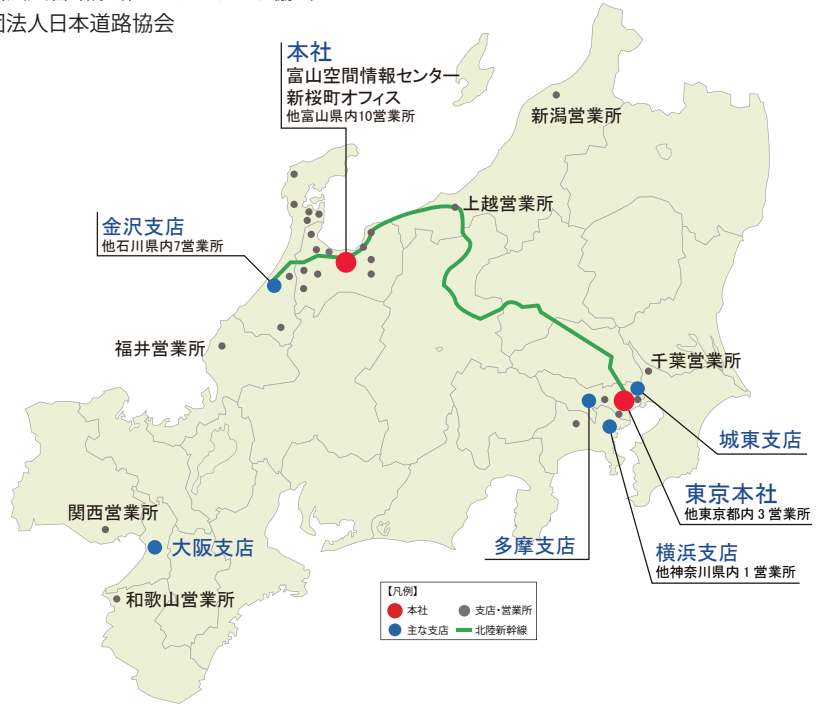 団法人日本道路協会
本社
富山空間情報センター
新桜町オフィス
他富山県内10営業所
新潟営業所
上越営業所
金沢支店
他石川県内7営業所
福井営業所
千葉営業所
城東支店
東京本社
他東京都内3営業所
多摩支店
横浜支店
他神奈川県内1営業所
関西営業所
大阪支店
和歌山営業所
【凡例】
本社
支店・営業所
主な支店
北陸新幹線